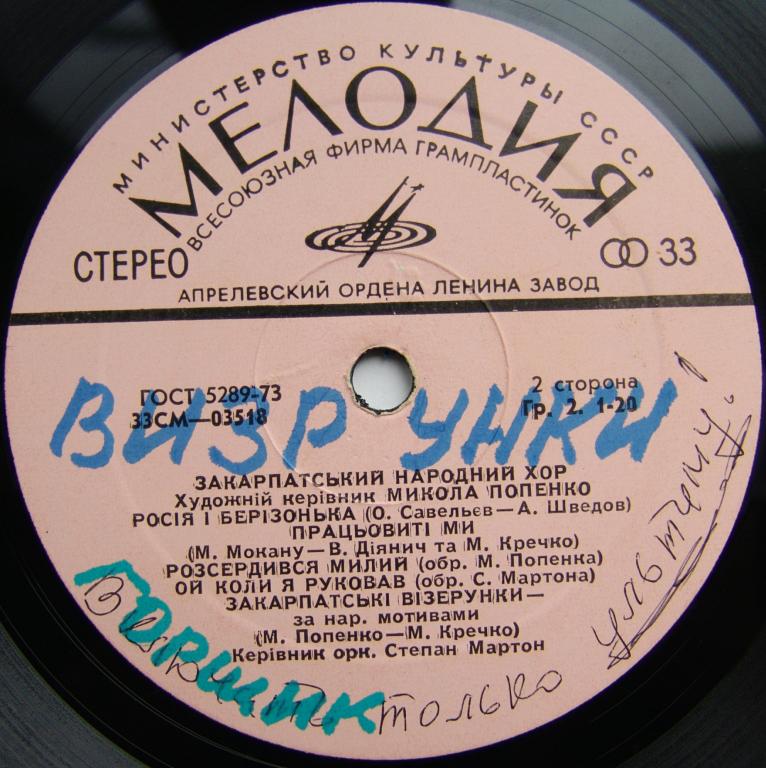 МИНИСТЕРСТВО КУЛЬТУРЫ СССР
МЕЛОДИЯ
ВСЕСОЮЗНАЯ ФИРМА ГРАМПЛАСТИНОК
СТЕРЕО
33
АПРЕЛЕВСКИЙ ОРДЕНА ЛЕНИНА ЗАВОД
ГОСТ 5289-73
2 сторона
33СМ—03518
Гр. 2. 1-20
ВИЗРУНКИ
ЗАКАРПАТСЬКИЙ НАРОДНИЙ ХОР
Художній керівник МИКОЛА ПОПЕНКО
РОСІЯ І БЕРІЗОНЬКА (О. Савельєв—А. Шведов)
ПРАЦЬОВИТІ МИ
(М. Мокану—В. Діянич та М. Кречко)
РОЗСЕРДИВСЯ МИЛИЙ (обр. М. Попенка)
ОЙ КОЛИ Я РУКОВАВ (обр. С. Мартона)
ЗАКАРПАТСЬКІ ВІЗЕРУНКИ—
за нар. мотивами
(М. Попенко—М. Кречко)
Керівник орк. Степан Мартон
только